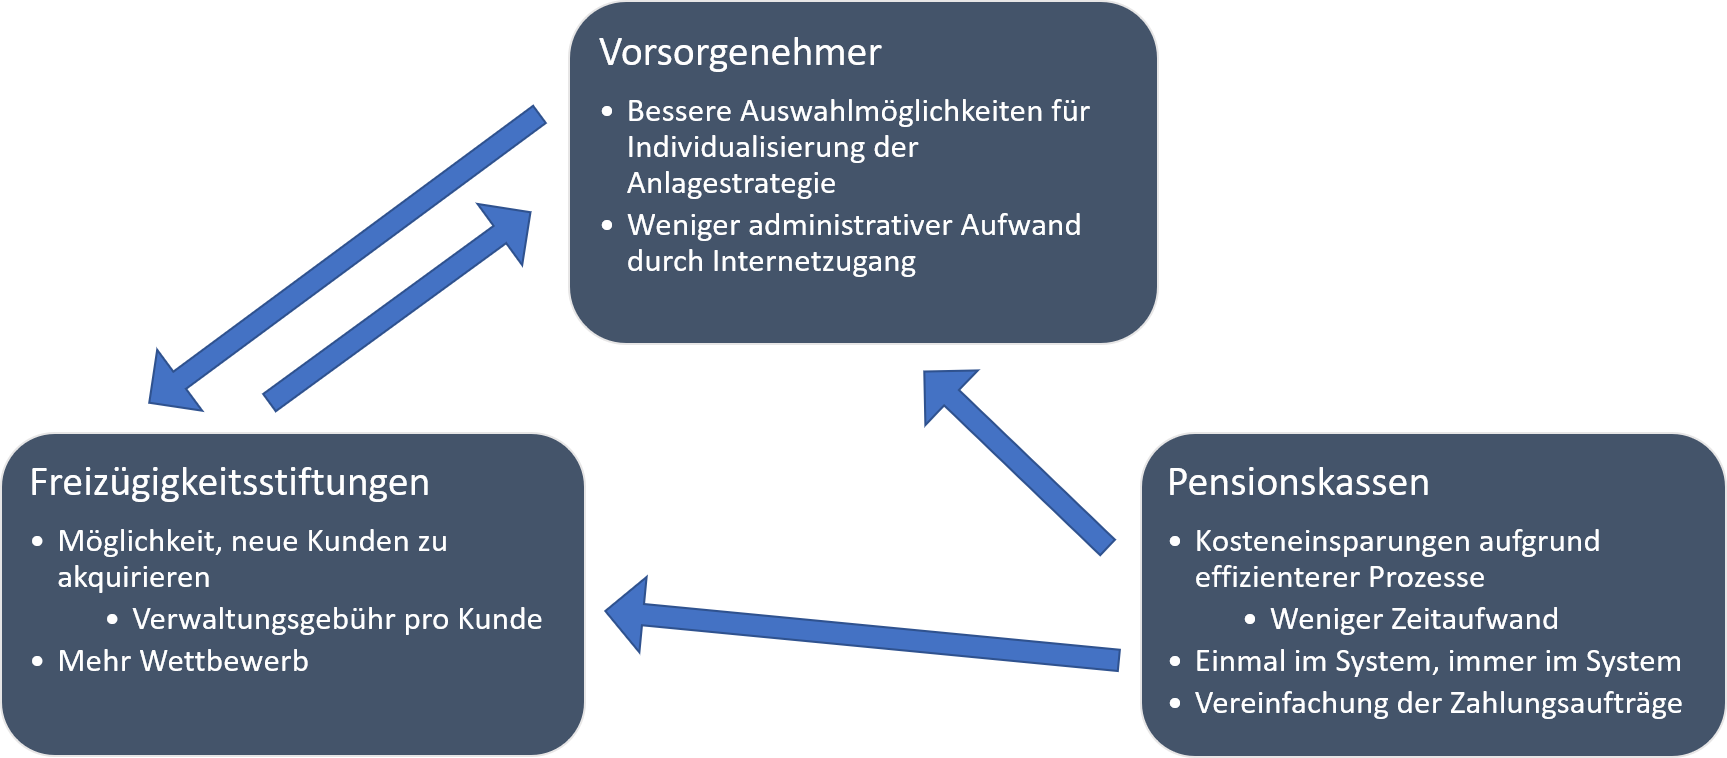 Vorsorgenehmer
• Bessere Auswahlmöglichkeiten für
Individualisierung der
Anlagestrategie
• Weniger administrativer Aufwand
durch Internetzugang
Freizügigkeitsstiftungen
• Möglichkeit, neue Kunden zu
akquirieren
• Verwaltungsgebühr pro Kunde
• Mehr Wettbewerb
Pensionskassen
• Kosteneinsparungen aufgrund
effizienterer Prozesse
• Weniger Zeitaufwand
• Einmal im System, immer im System
• Vereinfachung der Zahlungsaufträge